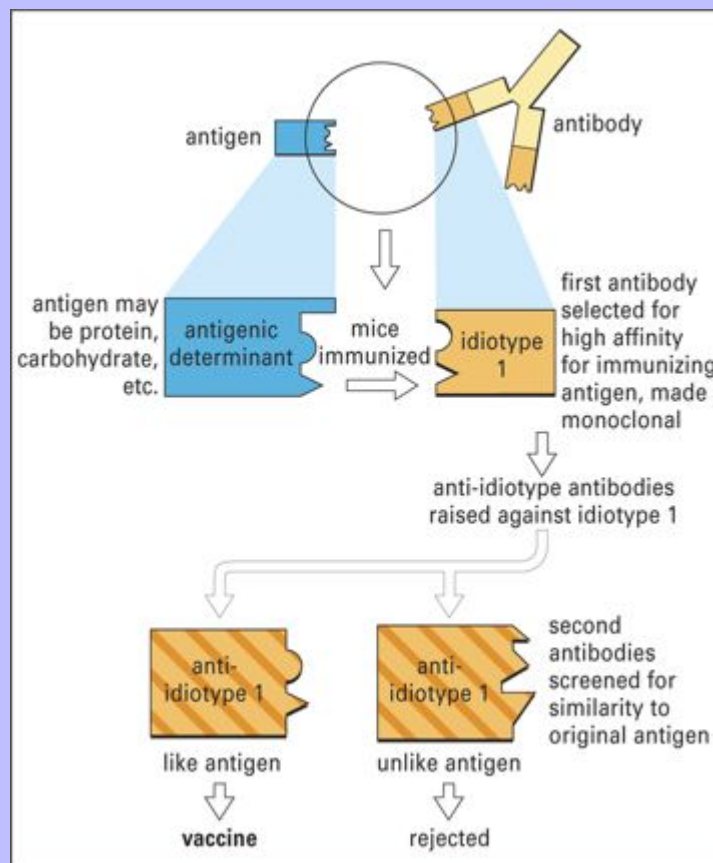 antigen
antibody
antigen may
be protein,
carbohydrate,
etc.
antigenic
determinant
mice
immunized
idiotype
1
first antibody
selected for
high affinity
for immunizing
antigen, made
monoclonal
anti-idiotype antibodies
raised against idiotype 1
anti-
idiotype 1
anti-
idiotype 1
second
antibodies
screened for
similarity to
original antigen
like antigen
unlike antigen
vaccine
rejected